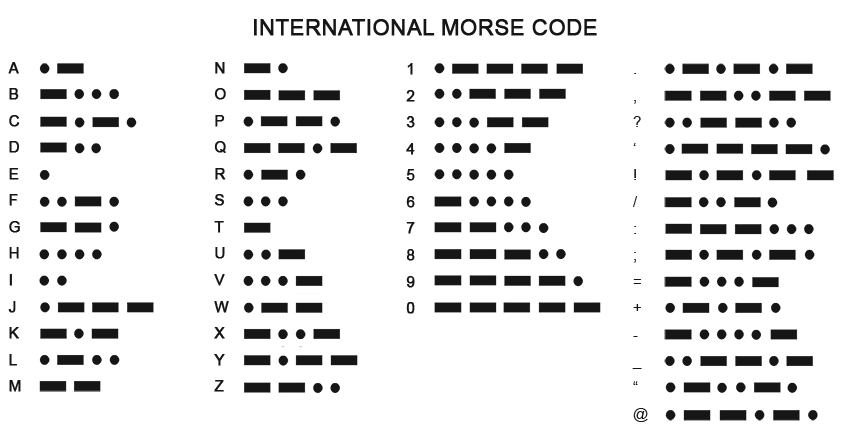 INTERNATIONAL MORSE CODE
A
B
C
D
E
F
G
H
I
J
K
L
M
N
O
P
Q
R
S
T
U
V
W
X
Y
Z
1
2
3
4
5
6
7
8
9
0
.
,
?
‘
!
/
:
;
=
+
-
_
“
@